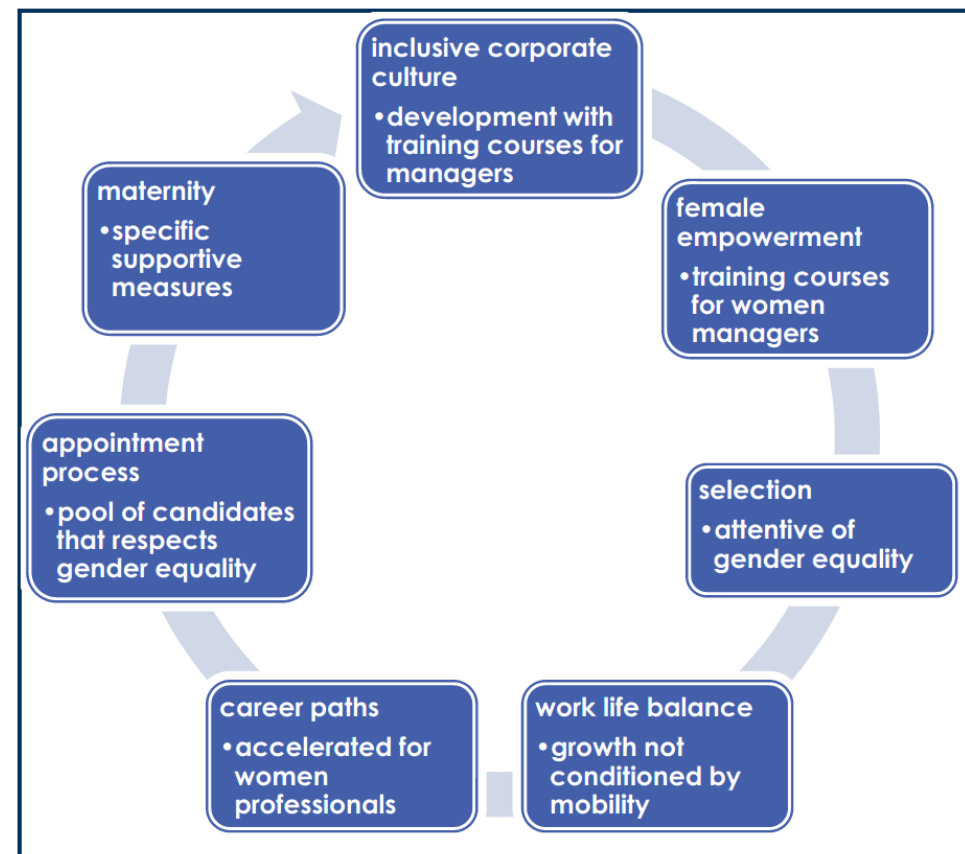 inclusive corporate
culture
•development with
training courses for
managers
female
empowerment
•training courses
for women
managers
selection
•attentive of
gender equality
work life balance
•growth not
conditioned by
mobility
career paths
•accelerated for
women
professionals
appointment
process
•pool of candidates
that respects
gender equality
maternity
•specific
supportive
measures